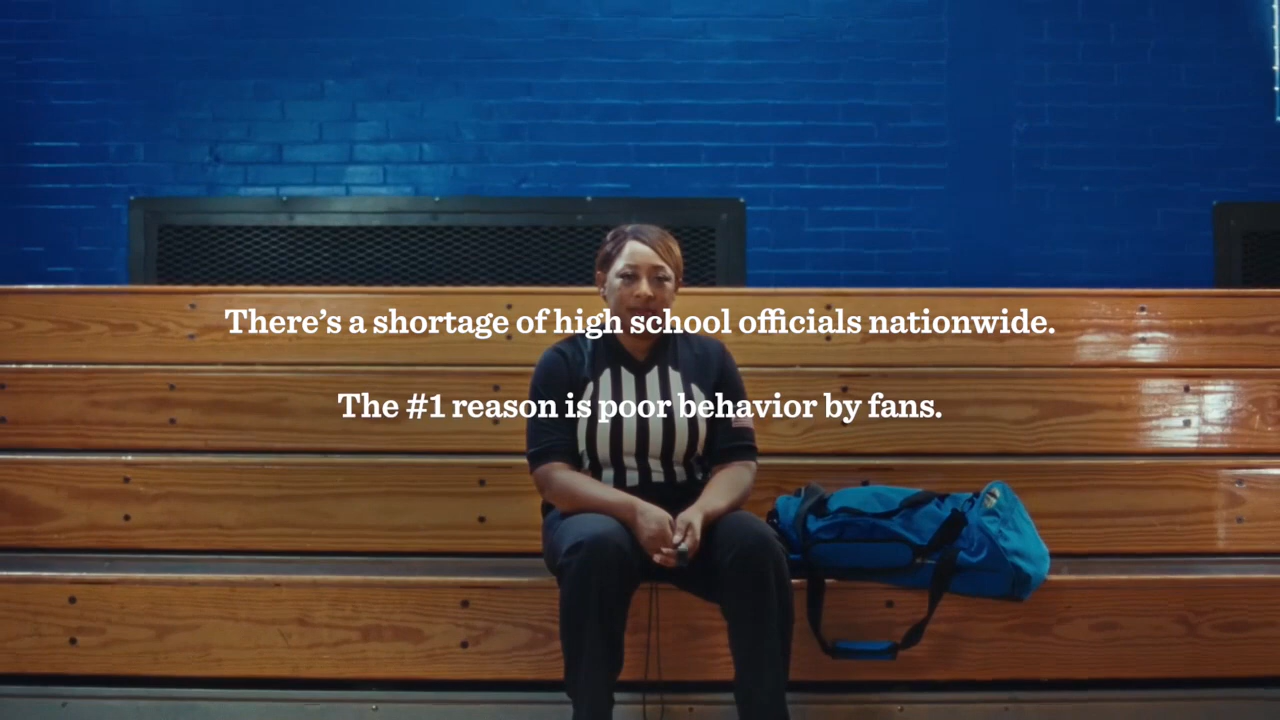 There’s a shortage of high school officials nationwide.
The #1 reason is poor behavior by fans.